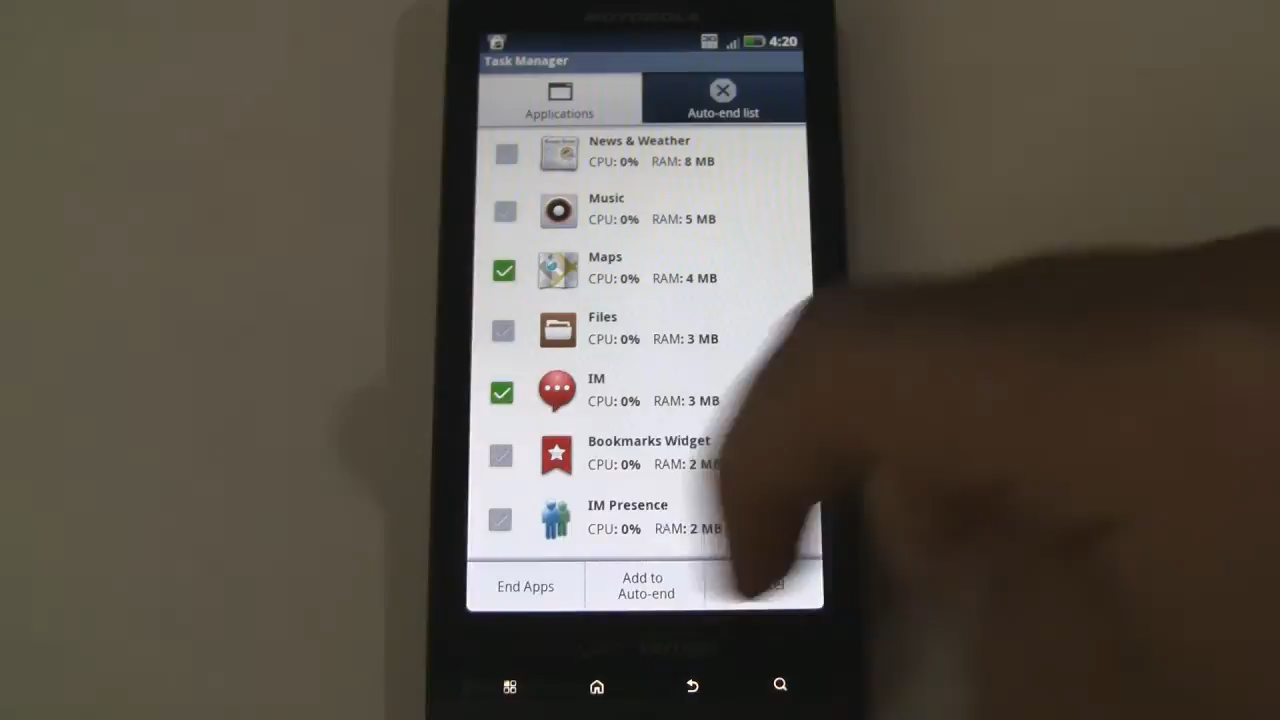 MOTOROLA
4:20
Task Manager
Applications
Auto-end list
News & Weather
CPU: 0% RAM: 8 MB
Music
CPU: 0% RAM: 5 MB
Maps
CPU: 0% RAM: 4 MB
Files
CPU: 0% RAM: 3 MB
IM
CPU: 0% RAM: 3 MB
Bookmarks Widget
CPU: 0% RAM: 2 MB
IM Presence
CPU: 0% RAM: 2 MB
End Apps
Add to
Auto-end